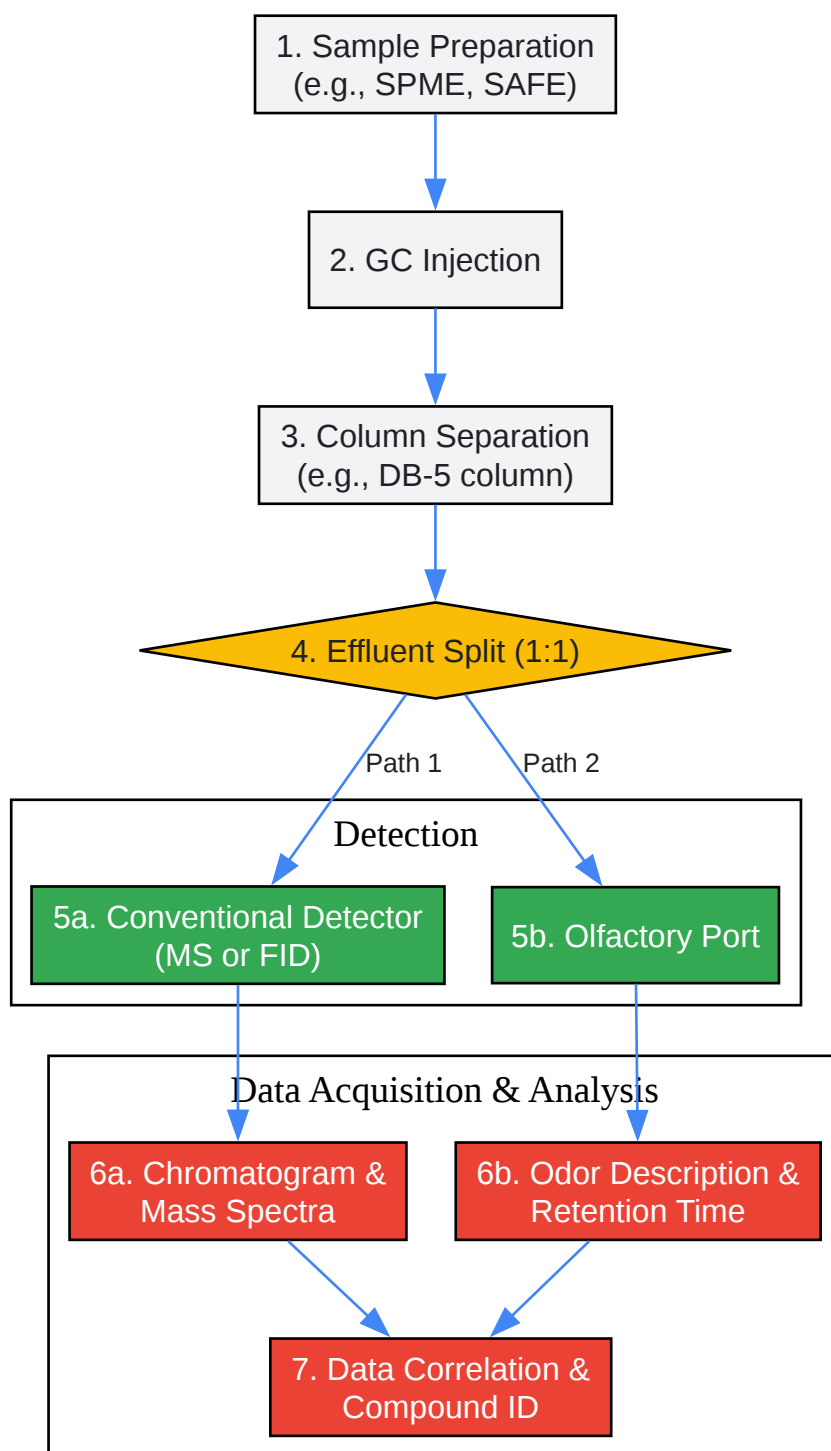 1. Sample Preparation
(e.g., SPME, SAFE)
2. GC Injection
3. Column Separation
(e.g., DB-5 column)
4. Effluent Split (1:1)
Path 1
Path 2
Detection
5a. Conventional Detector
(MS or FID)
5b. Olfactory Port
Data Acquisition & Analysis
6a. Chromatogram &
Mass Spectra
6b. Odor Description &
Retention Time
7. Data Correlation &
Compound ID